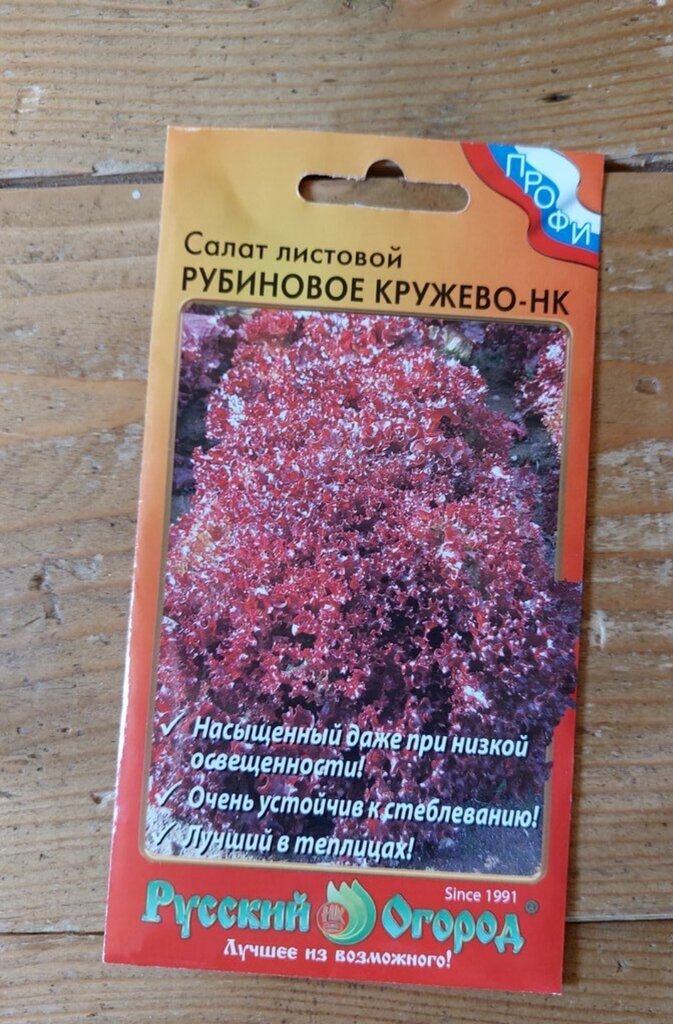 ПРОФИ
Салат листовой
РУБИНОВОЕ КРУЖЕВО-НК
✓ Насыщенный даже при низкой
освещенности!
✓ Очень устойчив к стеблеванию!
✓ Лучший в теплицах!
Since 1991
Русский Огород®
Лучшее из возможного!